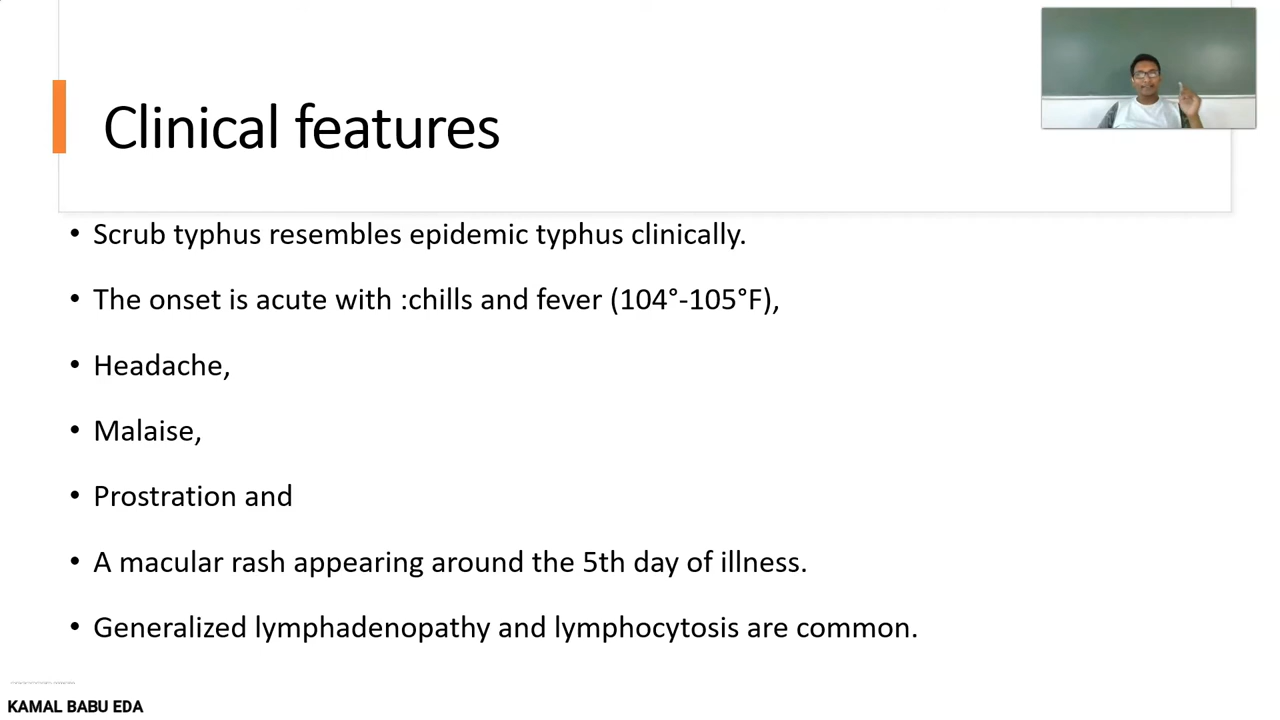 Clinical features
• Scrub typhus resembles epidemic typhus clinically.
• The onset is acute with :chills and fever (104°-105°F),
• Headache,
• Malaise,
• Prostration and
• A macular rash appearing around the 5th day of illness.
• Generalized lymphadenopathy and lymphocytosis are common.
KAMAL BABU EDA